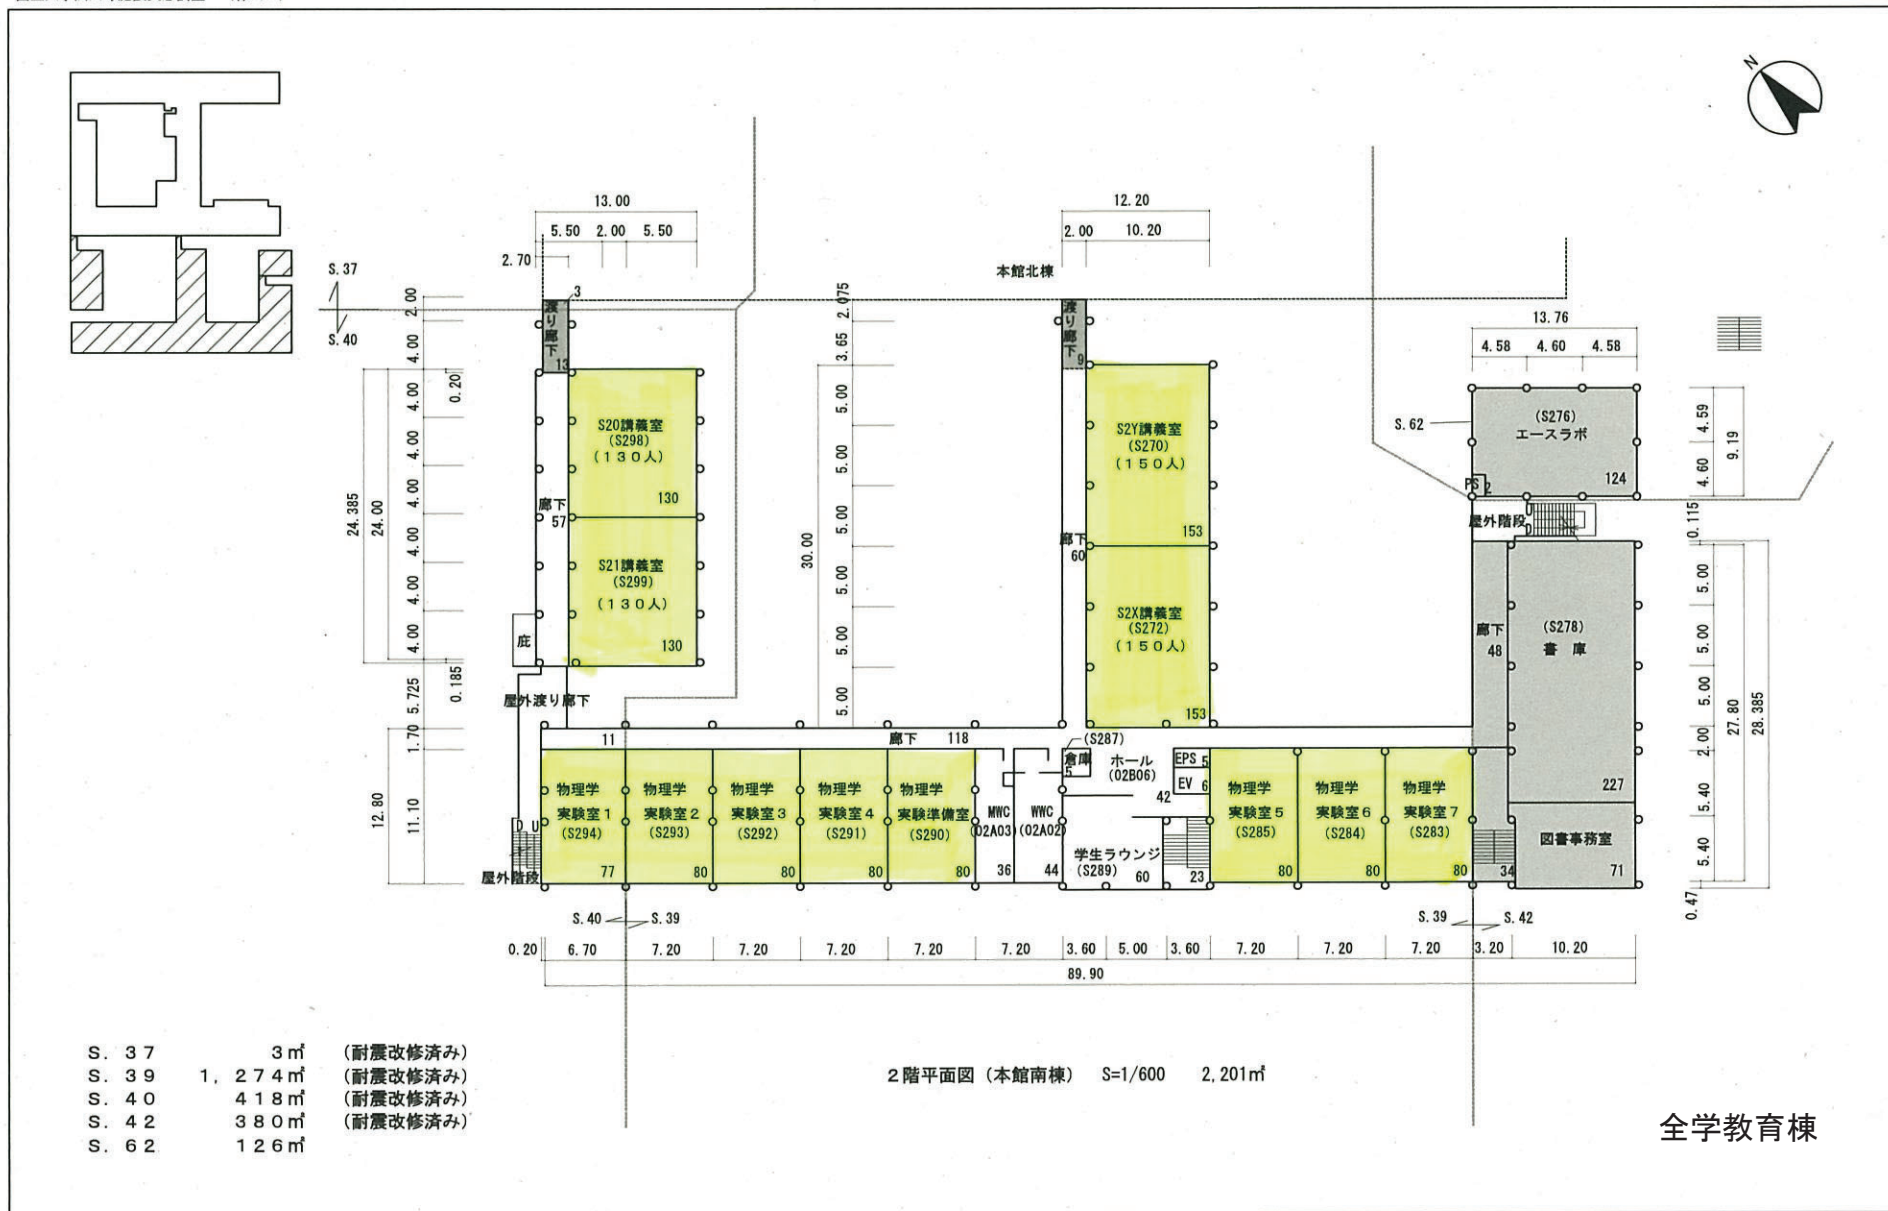 N
13.00
12.20
5.50 2.00 5.50
2.00 10.20
2.70
本館北棟
S.37
S.40
3
渡り廊下
13
渡り廊下
9
2.00
4.00
0.20
4.00
4.00
4.00
4.00
4.00
4.00
0.185
5.725
1.70
11.10
24.385
24.00
12.80
2.075
3.65
5.00
5.00
5.00
5.00
5.00
5.00
30.00
13.76
4.58 4.60 4.58
S.62
(S276)
エースラボ
124
PS 2
4.59
4.60
9.19
0.115
屋外階段
D
S20講義室
(S298)
(130人)
130
廊下
57
S21講義室
(S299)
(130人)
130
庇
屋外渡り廊下
S2Y講義室
(S270)
(150人)
153
廊下
60
S2X講義室
(S272)
(150人)
153
廊下
48
(S278)
書 庫
227
5.00
5.00
5.00
2.00
5.40
5.40
0.47
27.80
28.385
11
廊下 118
(S287)
倉庫
5
ホール
(02B06)
42
EPS 5
EV 6
物理学
実験室1
(S294)
77
物理学
実験室2
(S293)
80
物理学
実験室3
(S292)
80
物理学
実験室4
(S291)
80
物理学
実験準備室
(S290)
80
MWC
(02A03)
36
WWC
(02A02)
44
学生ラウンジ
(S289)
60
23
物理学
実験室5
(S285)
80
物理学
実験室6
(S284)
80
物理学
実験室7
(S283)
80
34
図書事務室
71
D U
屋外階段
S.40 S.39
S.39 S.42
0.20 6.70 7.20 7.20 7.20 7.20 7.20 3.60 5.00 3.60 7.20 7.20 7.20 3.20 10.20
89.90
S.37 3㎡ (耐震改修済み)
S.39 1,274㎡ (耐震改修済み)
S.40 418㎡ (耐震改修済み)
S.42 380㎡ (耐震改修済み)
S.62 126㎡
2階平面図(本館南棟) S=1/600 2,201㎡
全学教育棟